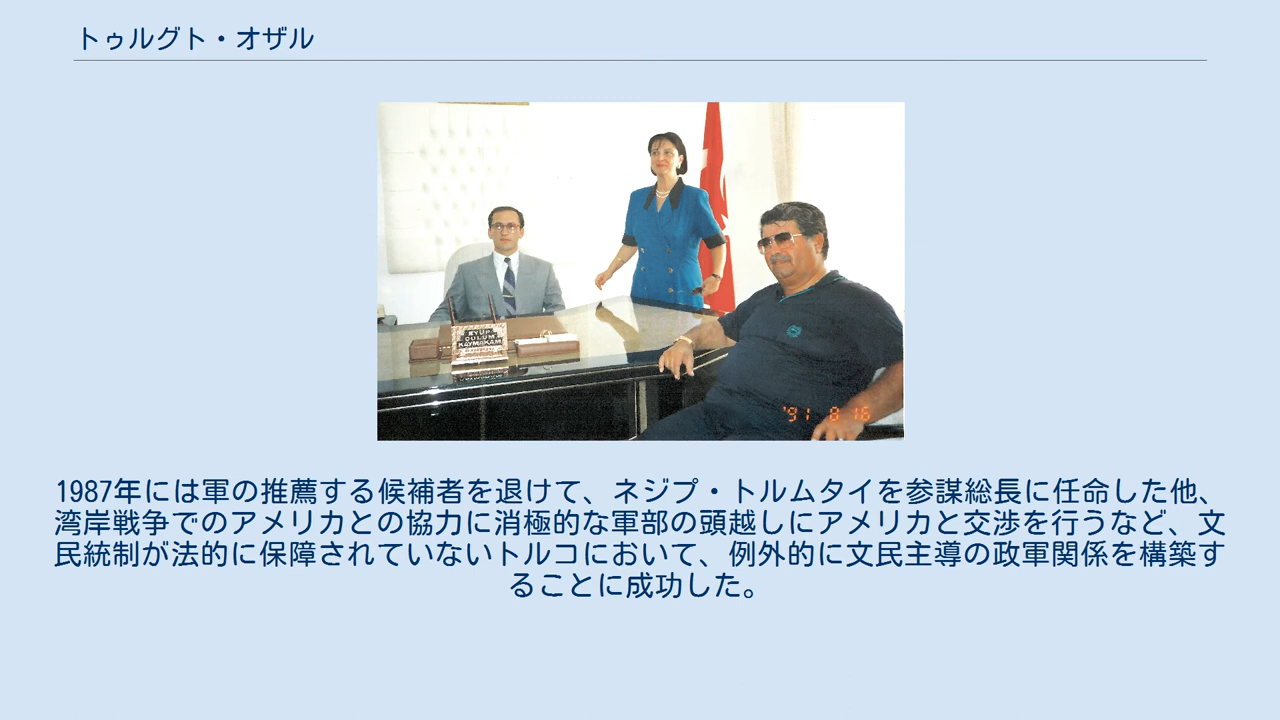 トゥルグト・オザル
EYÜP
ÇULUM
KAYMAKAM
'91 8 16
1987年には軍の推薦する候補者を退けて、ネジプ・トルムタイを参謀総長に任命した他、
湾岸戦争でのアメリカとの協力に消極的な軍部の頭越しにアメリカと交渉を行うなど、文
民統制が法的に保障されていないトルコにおいて、例外的に文民主導の政軍関係を構築す
ることに成功した。